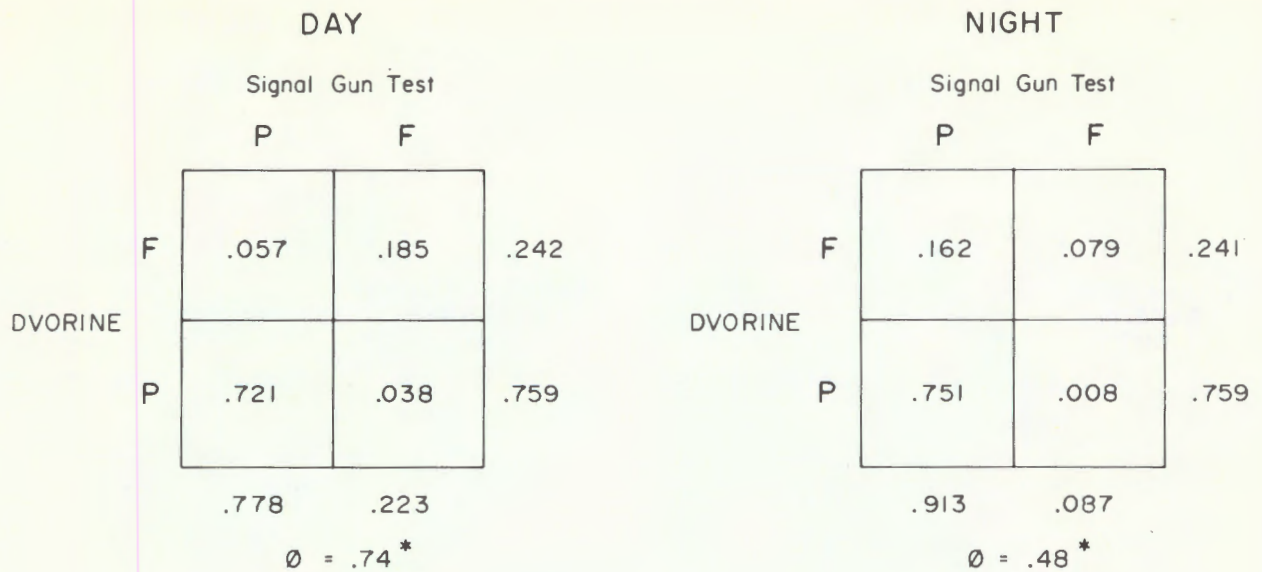 DAY
Signal Gun Test
P F
F .057 .185 .242
DVORINE
P .721 .038 .759
.778 .223
Ø = .74*
NIGHT
Signal Gun Test
P F
F .162 .079 .241
DVORINE
P .751 .008 .759
.913 .087
Ø = .48*